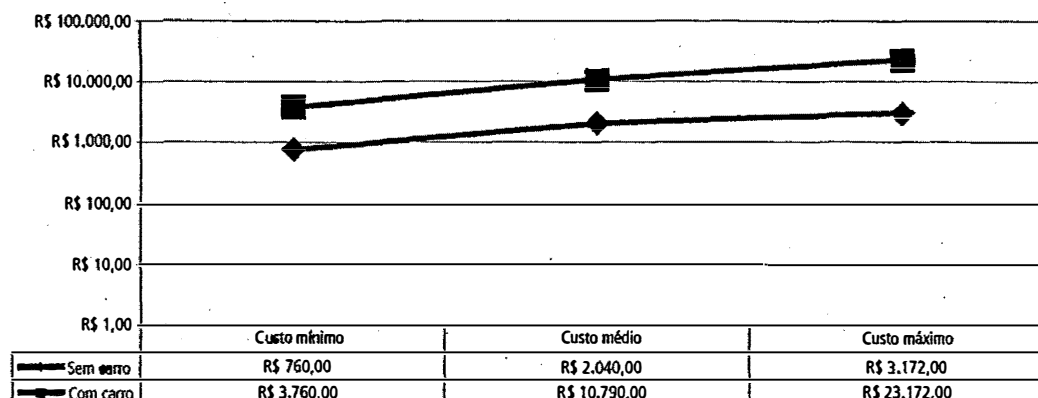 R$ 100.000,00
R$ 10.000,00
R$ 1.000,00
R$ 100,00
R$ 10,00
R$ 1,00
Custo mínimo Custo médio Custo máximo
Sem carro R$ 760,00 R$ 2.040,00 R$ 3.172,00
Com carro R$ 3.760,00 R$ 10.790,00 R$ 23.172,00